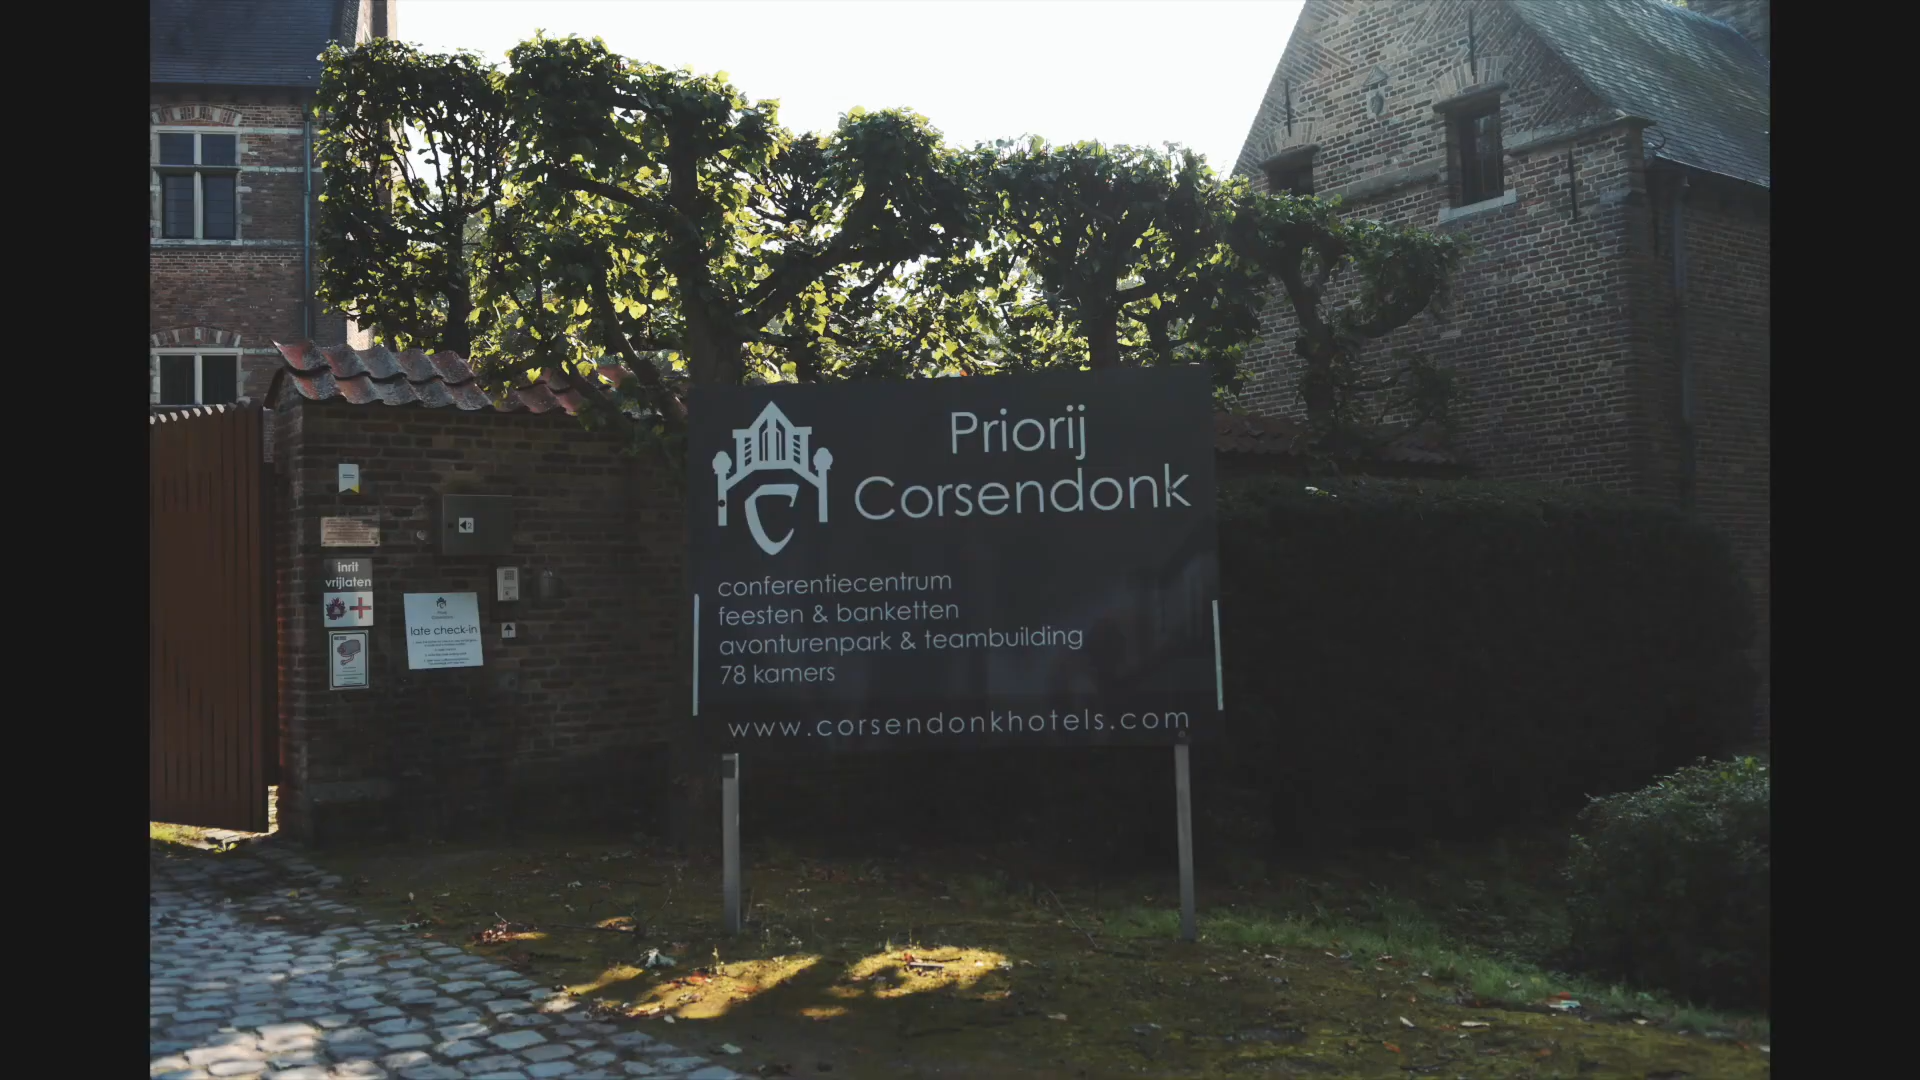 Priorij
Corsendonk
conferentiecentrum
feesten & banketten
avonturenpark & teambuilding
78 kamers
www.corsendonkhotels.com
inrit
vrijlaten
late check-in